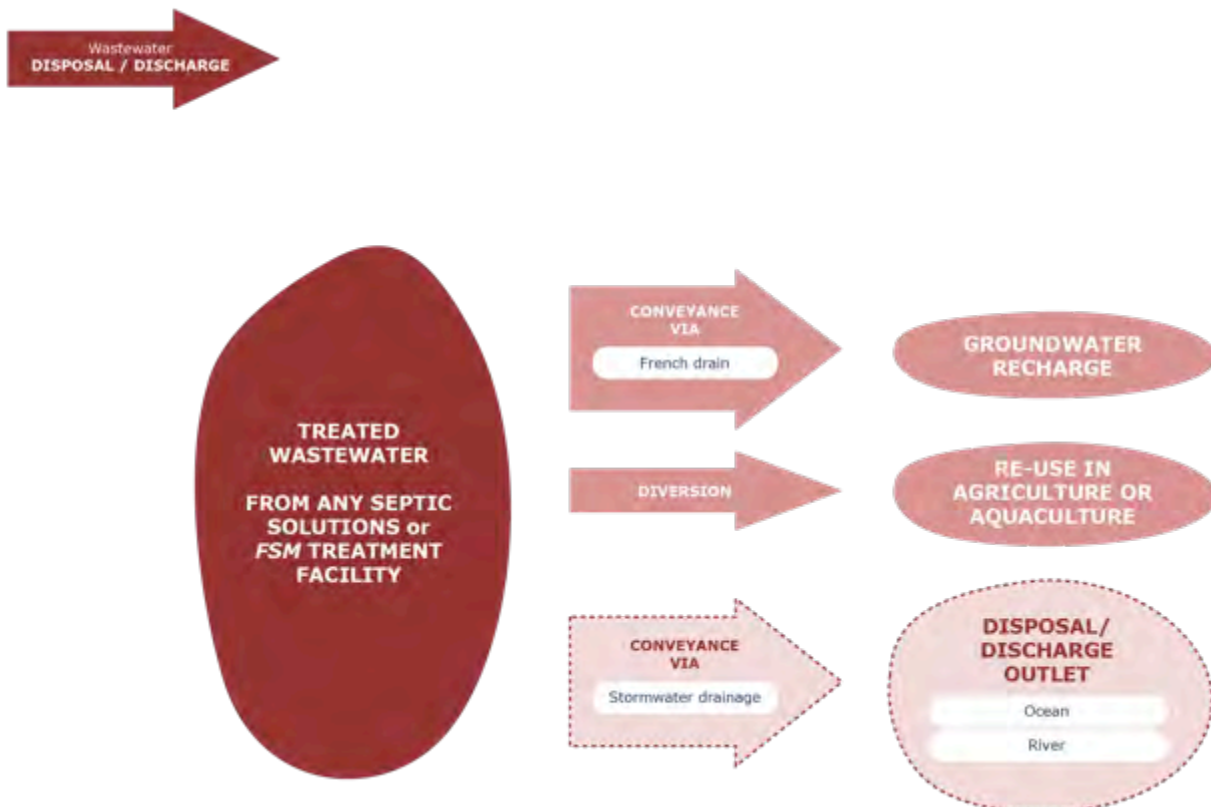 Wastewater
DISPOSAL / DISCHARGE
TREATED
WASTEWATER
FROM ANY SEPTIC
SOLUTIONS or
FSM TREATMENT
FACILITY
CONVEYANCE
VIA
French drain
GROUNDWATER
RECHARGE
DIVERSION
RE-USE IN
AGRICULTURE OR
AQUACULTURE
CONVEYANCE
VIA
Stormwater drainage
DISPOSAL/
DISCHARGE
OUTLET
Ocean
River